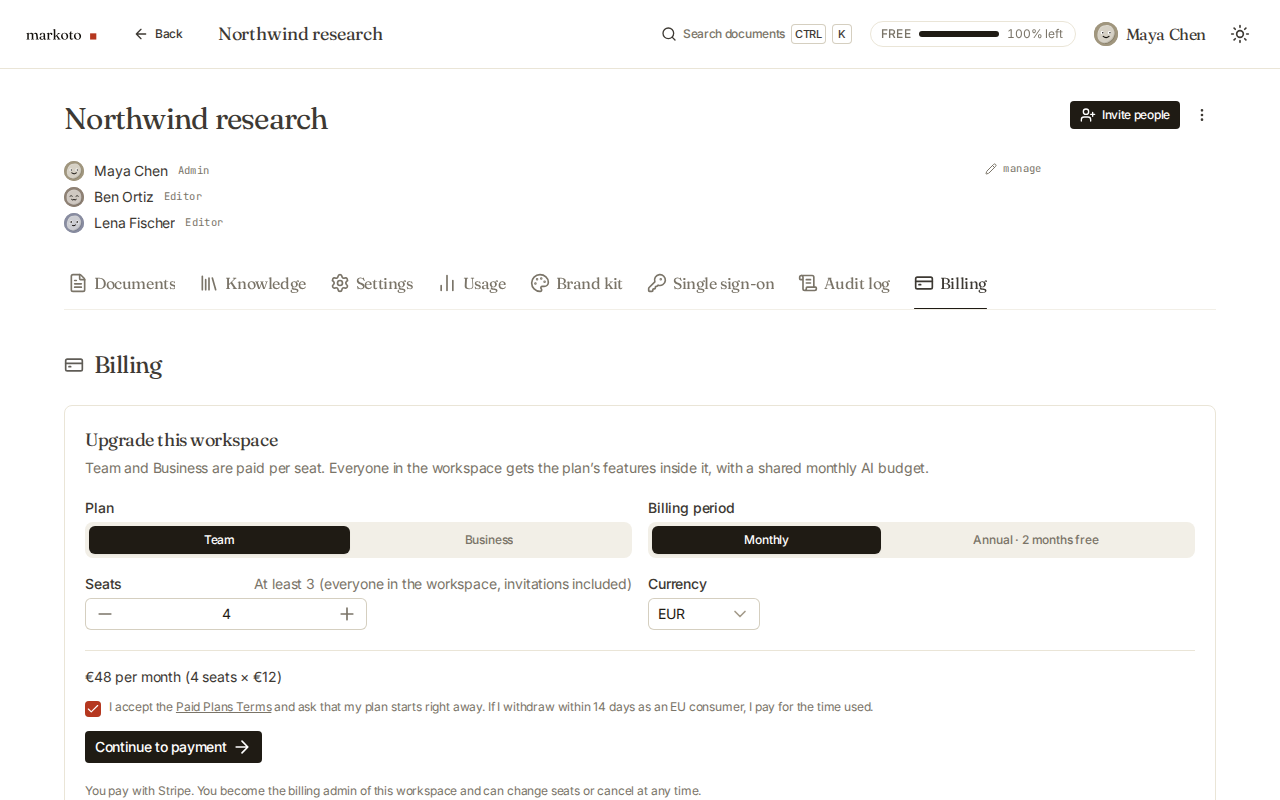 markoto
Back
Northwind research
Search documents CTRL K
FREE 100% left
Maya Chen
Northwind research
Invite people
Maya Chen Admin
manage
Ben Ortiz Editor
Lena Fischer Editor
Documents Knowledge Settings Usage Brand kit Single sign-on Audit log Billing
Billing
Upgrade this workspace
Team and Business are paid per seat. Everyone in the workspace gets the plan’s features inside it, with a shared monthly AI budget.
Plan
Billing period
Team Business
Monthly Annual · 2 months free
Seats At least 3 (everyone in the workspace, invitations included)
Currency
4
EUR
€48 per month (4 seats × €12)
I accept the Paid Plans Terms and ask that my plan starts right away. If I withdraw within 14 days as an EU consumer, I pay for the time used.
Continue to payment
You pay with Stripe. You become the billing admin of this workspace and can change seats or cancel at any time.